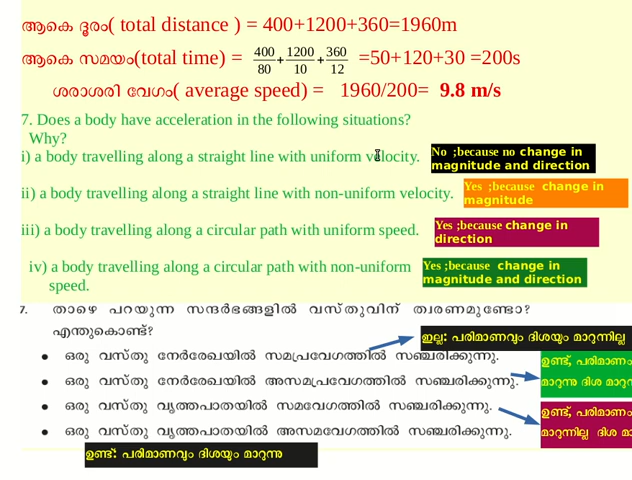 ആകെ ദൂരം( total distance ) = 400+1200+360=1960m
ആകെ സമയം(total time) = 400/80+1200/10+360/12 =50+120+30 =200s
ശരാശരി വേഗം( average speed) = 1960/200= 9.8 m/s
7. Does a body have acceleration in the following situations?
Why?
i) a body travelling along a straight line with uniform velocity.
No ;because no change in
magnitude and direction
ii) a body travelling along a straight line with non-uniform velocity.
Yes ;because change in
magnitude
iii) a body travelling along a circular path with uniform speed.
Yes ;because change in
direction
iv) a body travelling along a circular path with non-uniform
speed.
Yes ;because change in
magnitude and direction
7. താഴെ പറയുന്ന സന്ദർഭങ്ങളിൽ വസ്തുവിന് ത്വരണമുണ്ടോ?
എന്തുകൊണ്ട്?
ഇല്ല: പരിമാണവും ദിശയും മാറുന്നില്ല
• ഒരു വസ്തു നേർരേഖയിൽ സമപ്രവേഗത്തിൽ സഞ്ചരിക്കുന്നു.
ഉണ്ട്, പരിമാണം
മാറുന്നു ദിശ
• ഒരു വസ്തു നേർരേഖയിൽ അസമപ്രവേഗത്തിൽ സഞ്ചരിക്കുന്നു.
• ഒരു വസ്തു വൃത്തപാതയിൽ സമവേഗത്തിൽ സഞ്ചരിക്കുന്നു.
ഉണ്ട്, പരിമാണം
മാറുന്നില്ല ദിശ
• ഒരു വസ്തു വൃത്തപാതയിൽ അസമവേഗത്തിൽ സഞ്ചരിക്കുന്നു.
ഉണ്ട്: പരിമാണവും ദിശയും മാറുന്നു